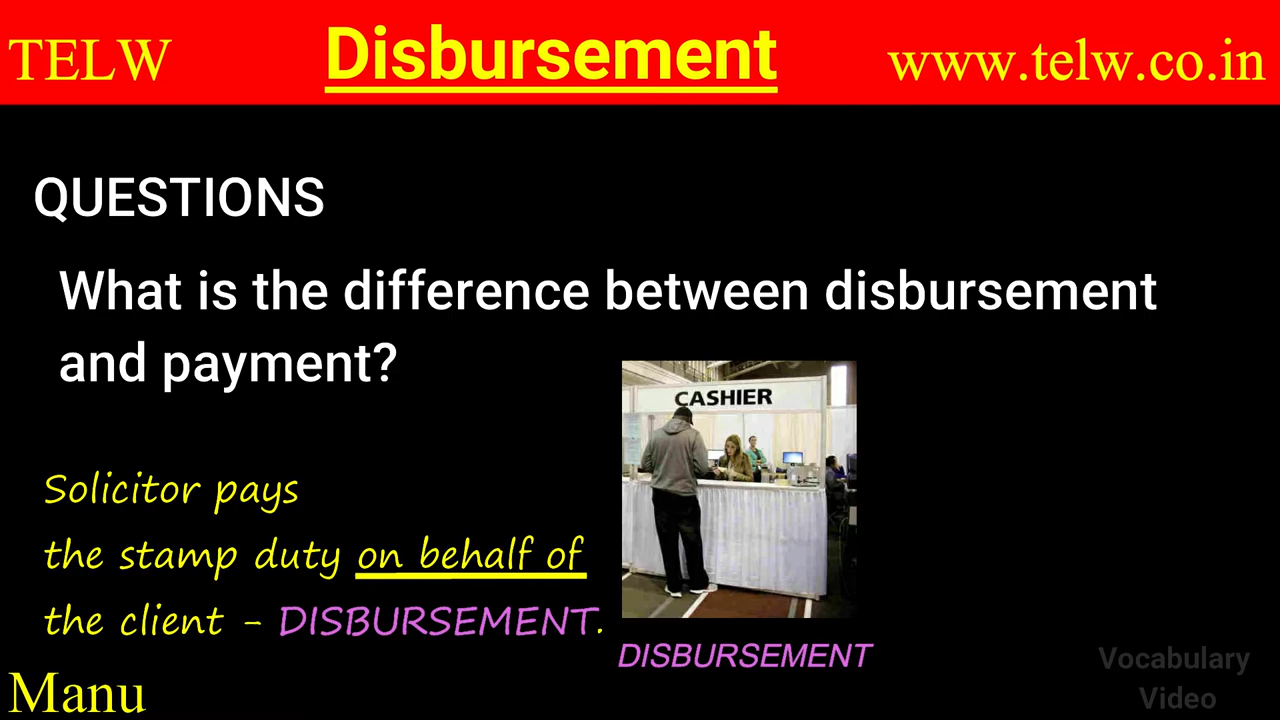 TELW
Disbursement
www.telw.co.in
QUESTIONS
What is the difference between disbursement
and payment?
CASHIER
Solicitor pays
the stamp duty on behalf of
the client - DISBURSEMENT.
DISBURSEMENT
Manu
Vocabulary
Video